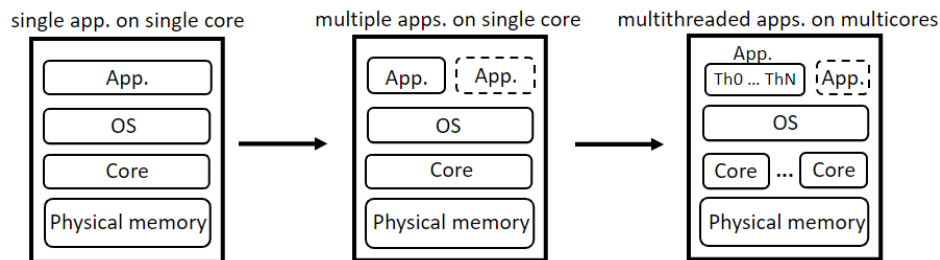 single app. on single core
App.
OS
Core
Physical memory
multiple apps. on single core
App. App.
OS
Core
Physical memory
multithreaded apps. on multicores
App.
Th0 ... ThN App.
OS
Core ... Core
Physical memory